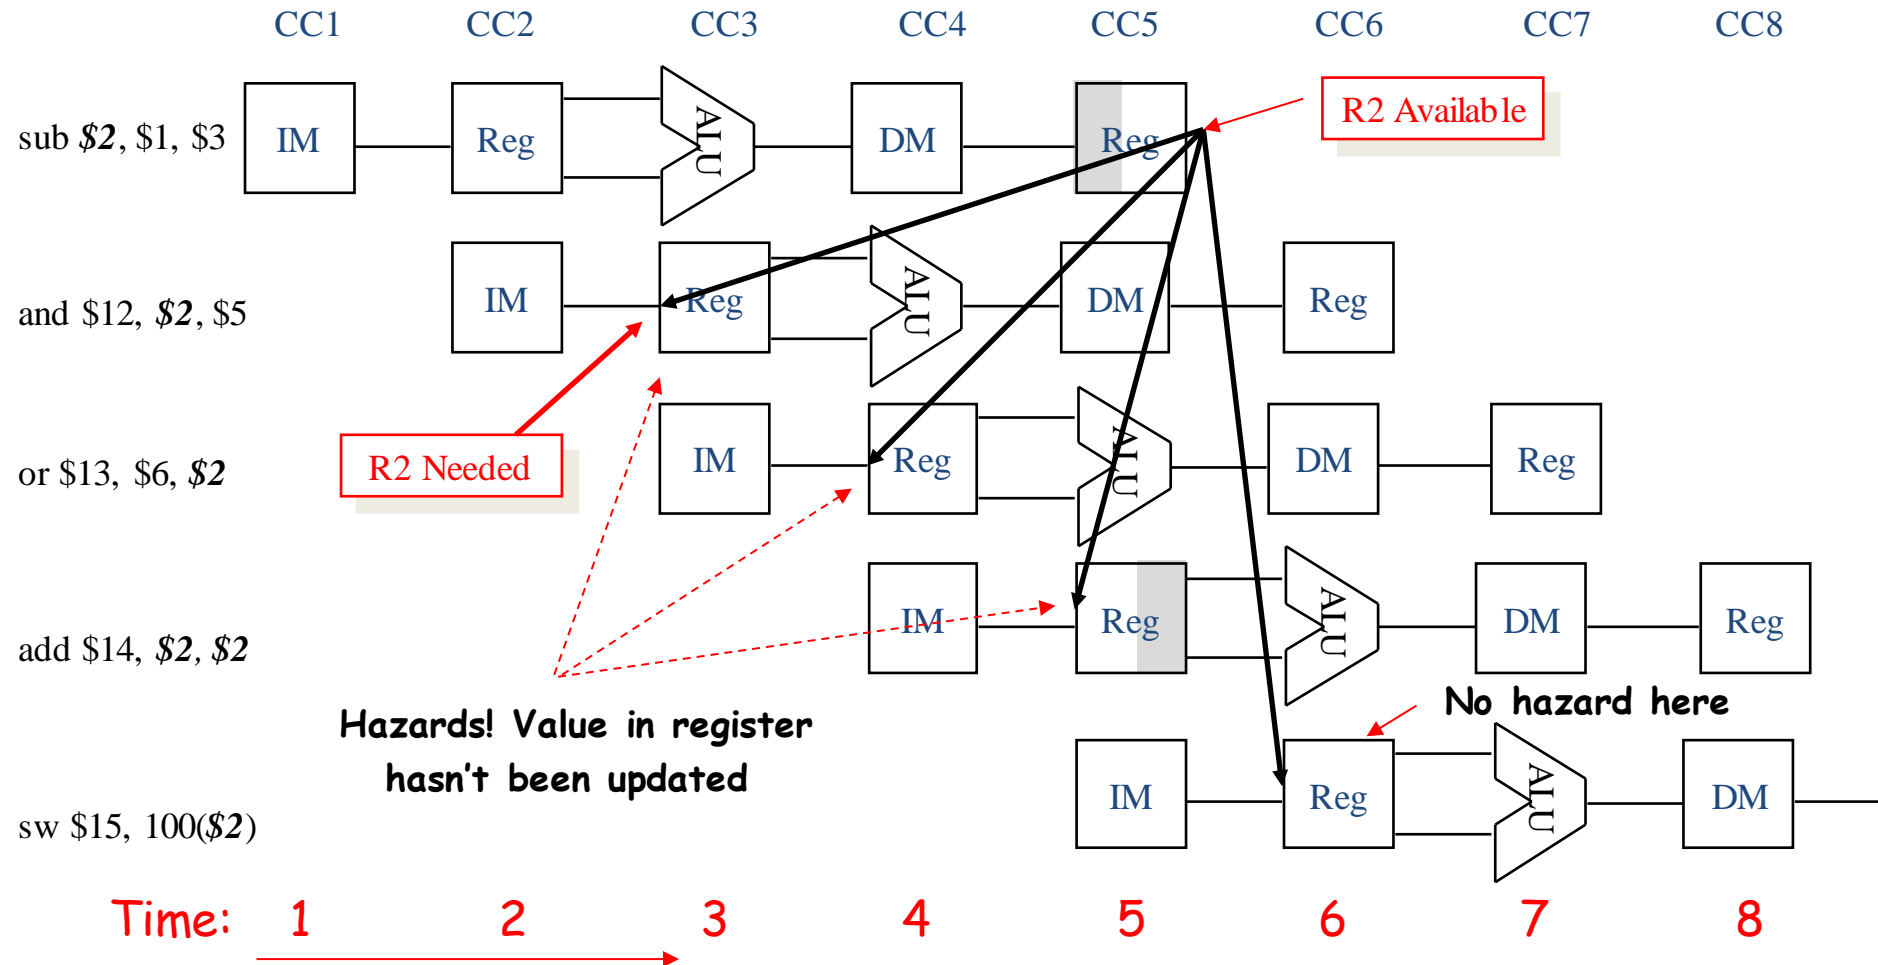 CC1 CC2 CC3 CC4 CC5 CC6 CC7 CC8
sub $2, $1, $3 IM Reg ALU DM Reg R2 Available
and $12, $2, $5 IM Reg ALU DM Reg
R2 Needed
or $13, $6, $2 IM Reg ALU DM Reg
add $14, $2, $2 IM Reg ALU DM Reg
No hazard here
Hazards! Value in register
hasn't been updated
sw $15, 100($2) IM Reg ALU DM
Time: 1 2 3 4 5 6 7 8